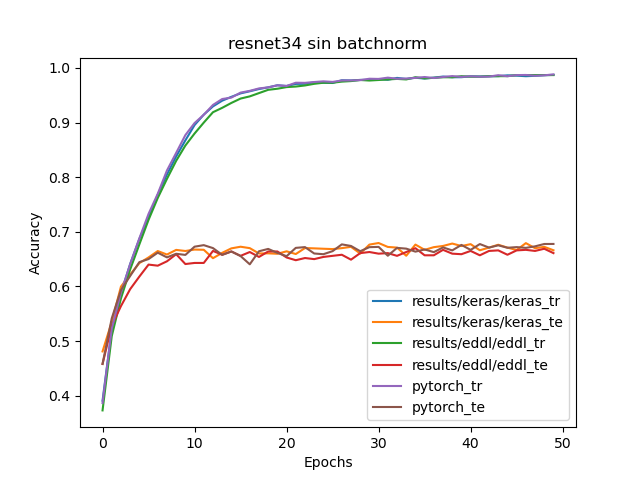 resnet34 sin batchnorm
1.0
0.9
0.8
0.7
0.6
0.5
0.4
Accuracy
results/keras/keras_tr
results/keras/keras_te
results/eddl/eddl_tr
results/eddl/eddl_te
pytorch_tr
pytorch_te
0 10 20 30 40 50
Epochs